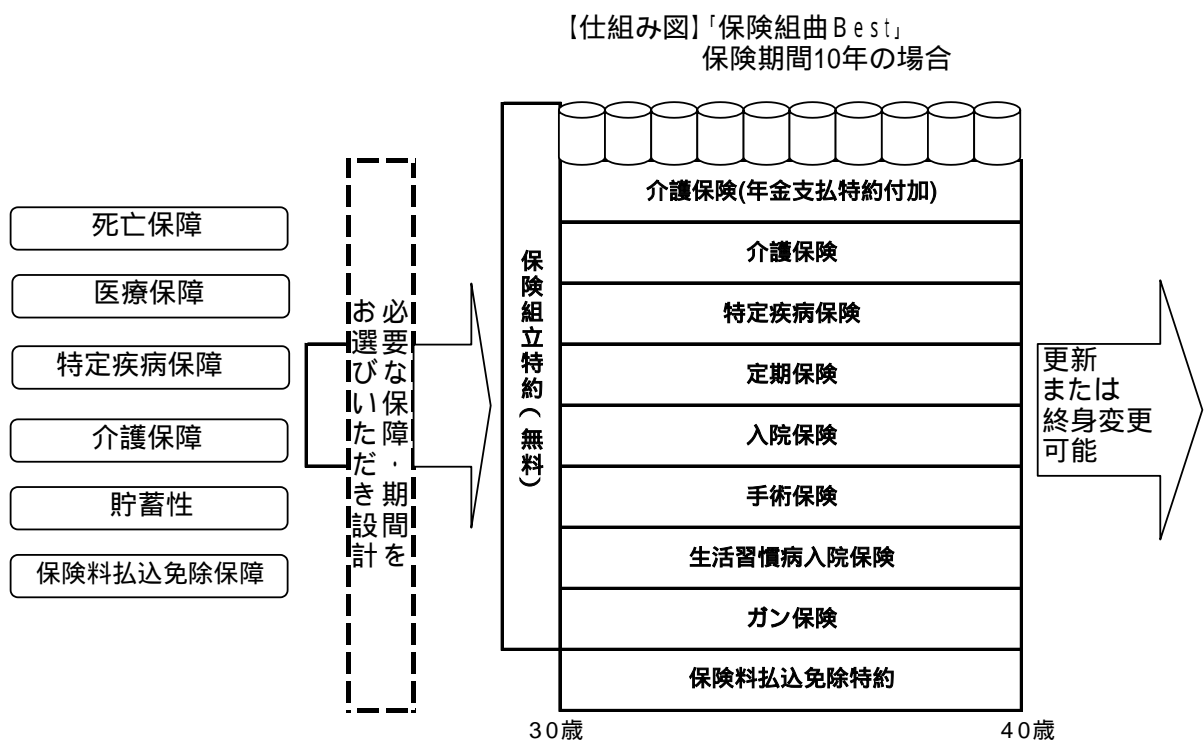 【仕組み図】「保険組曲Best」
保険期間10年の場合
死亡保障
医療保障
特定疾病保障
介護保障
貯蓄性
保険料払込免除保障
必要な保障・期間を
お選びいただき設計
保険組立特約(無料)
介護保険(年金支払特約付加)
介護保険
特定疾病保険
定期保険
入院保険
手術保険
生活習慣病入院保険
ガン保険
保険料払込免除特約
30歳
40歳
更新
または
終身変更
可能